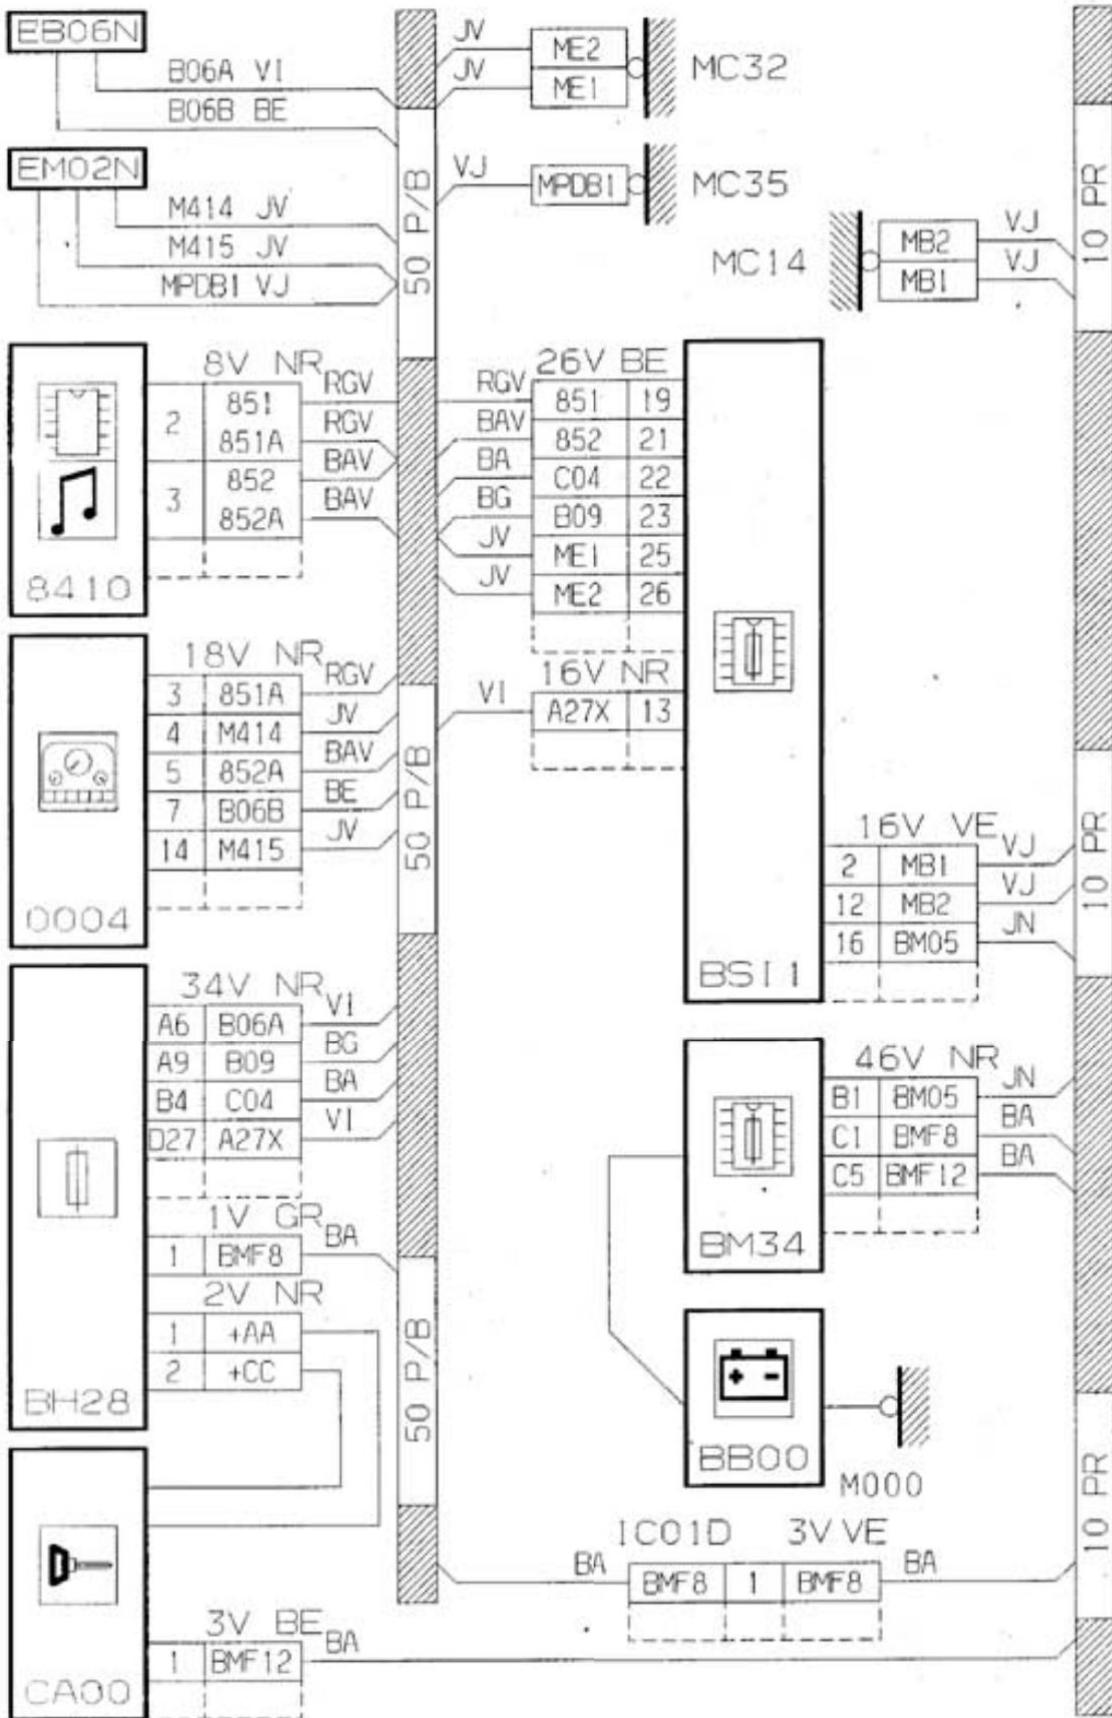 EB06N
B06A VI
B06B BE
EM02N
M414 JV
M415 JV
MPDB1 VJ
50 P/B
JV ME2
JV ME1
MC32
VJ MPDB1
MC35
MC14
MB2 VJ
MB1 VJ
10 PR
8V NR
2 851 RGV
851A RGV
3 852 BAV
852A BAV
8410
26V BE
RGV 851 19
BAV 852 21
BA C04 22
BG B09 23
JV ME1 25
JV ME2 26
16V NR
VI A27X 13
BSI1
18V NR
3 851A RGV
4 M414 JV
5 852A BAV
7 B06B BE
14 M415 JV
0004
50 P/B
16V VE
2 MB1 VJ
12 MB2 VJ
16 BM05 JN
10 PR
34V NR
A6 B06A VI
A9 B09 BG
B4 C04 BA
D27 A27X VI
1V GR
1 BMF8 BA
2V NR
1 +AA
2 +CC
BH28
50 P/B
46V NR
B1 BM05 JN
C1 BMF8 BA
C5 BMF12 BA
BM34
+ -
BB00
M000
10 PR
IC01D 3V VE
BA BMF8 1 BMF8 BA
3V BE
1 BMF12 BA
CA00